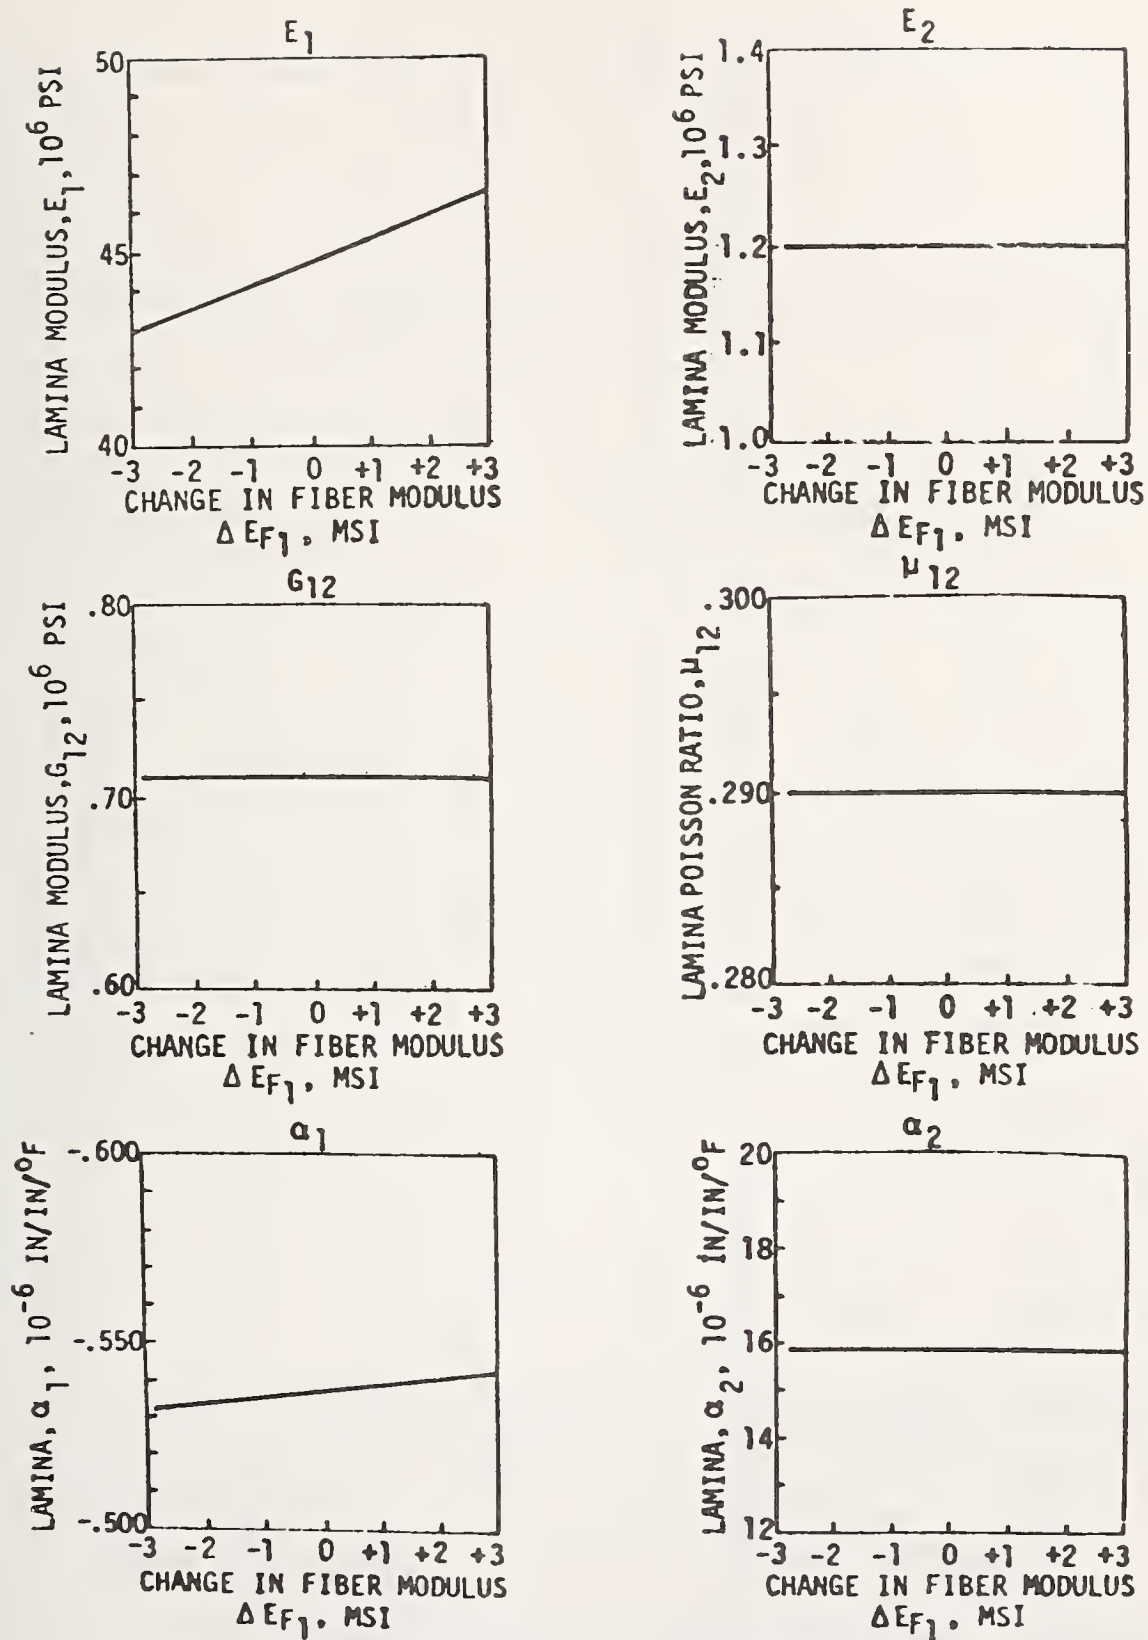 E1
LAMINA MODULUS, E1, 10^6 PSI
50
45
40
-3 -2 -1 0 +1 +2 +3
CHANGE IN FIBER MODULUS
Δ EF1, MSI
E2
LAMINA MODULUS, E2, 10^6 PSI
1.4
1.3
1.2
1.1
1.0
-3 -2 -1 0 +1 +2 +3
CHANGE IN FIBER MODULUS
Δ EF1, MSI
G12
LAMINA MODULUS, G12, 10^6 PSI
.80
.70
.60
-3 -2 -1 0 +1 +2 +3
CHANGE IN FIBER MODULUS
Δ EF1, MSI
μ12
LAMINA POISSON RATIO, μ12
.300
.290
.280
-3 -2 -1 0 +1 +2 +3
CHANGE IN FIBER MODULUS
Δ EF1, MSI
α1
LAMINA, α1, 10^-6 IN/IN/°F
-.600
-.550
-.500
-3 -2 -1 0 +1 +2 +3
CHANGE IN FIBER MODULUS
Δ EF1, MSI
α2
LAMINA, α2, 10^-6 IN/IN/°F
20
18
16
14
12
-3 -2 -1 0 +1 +2 +3
CHANGE IN FIBER MODULUS
Δ EF1, MSI